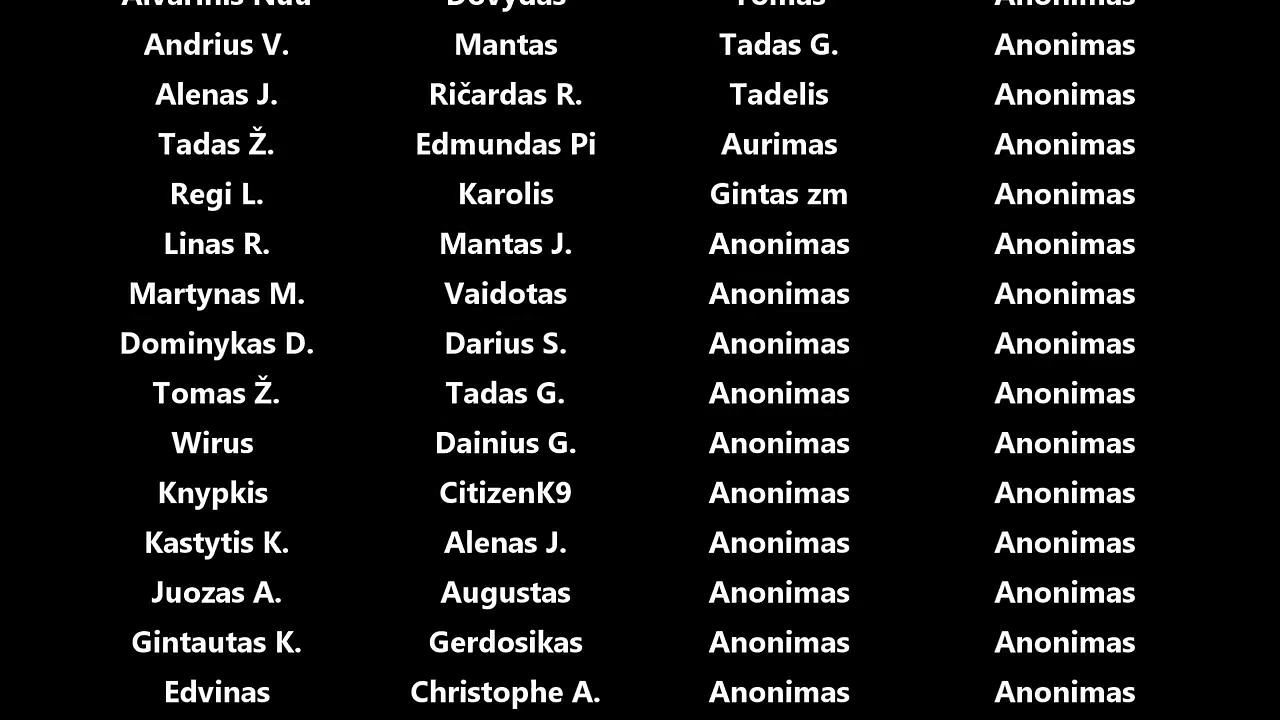 Dovydas Tomas Anonimas
Andrius V. Mantas Tadas G. Anonimas
Alenas J. Ričardas R. Tadelis Anonimas
Tadas Ž. Edmundas Pi Aurimas Anonimas
Regi L. Karolis Gintas zm Anonimas
Linas R. Mantas J. Anonimas Anonimas
Martynas M. Vaidotas Anonimas Anonimas
Dominykas D. Darius S. Anonimas Anonimas
Tomas Ž. Tadas G. Anonimas Anonimas
Wirus Dainius G. Anonimas Anonimas
Knypkis CitizenK9 Anonimas Anonimas
Kastytis K. Alenas J. Anonimas Anonimas
Juozas A. Augustas Anonimas Anonimas
Gintautas K. Gerdosikas Anonimas Anonimas
Edvinas Christophe A. Anonimas Anonimas